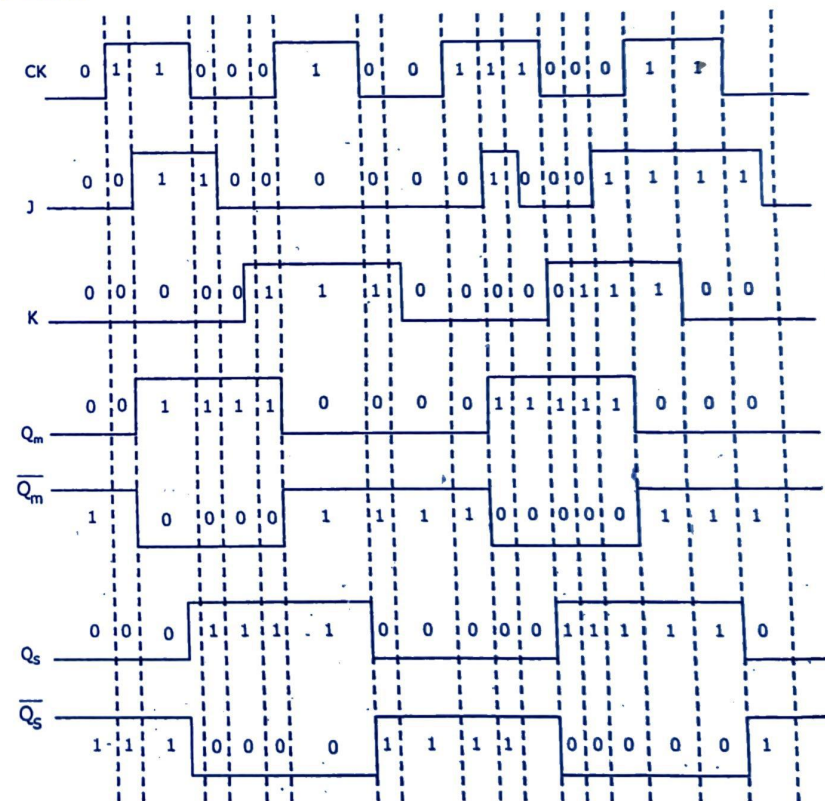 CK 0 1 1 0 0 0 1 0 0 1 1 1 0 0 0 1 1
J 0 0 1 1 0 0 0 0 0 0 1 0 0 0 1 1 1 1
K 0 0 0 0 0 1 1 1 0 0 0 0 0 1 1 1 0 0
Qm 0 0 1 1 1 1 0 0 0 0 1 1 1 1 1 0 0 0
Q̅m 1 0 0 0 0 1 1 1 1 0 0 0 0 0 1 1 1
Qs 0 0 0 1 1 1 1 0 0 0 0 0 1 1 1 1 1 0
Q̅s 1 1 1 0 0 0 0 1 1 1 1 0 0 0 0 0 1